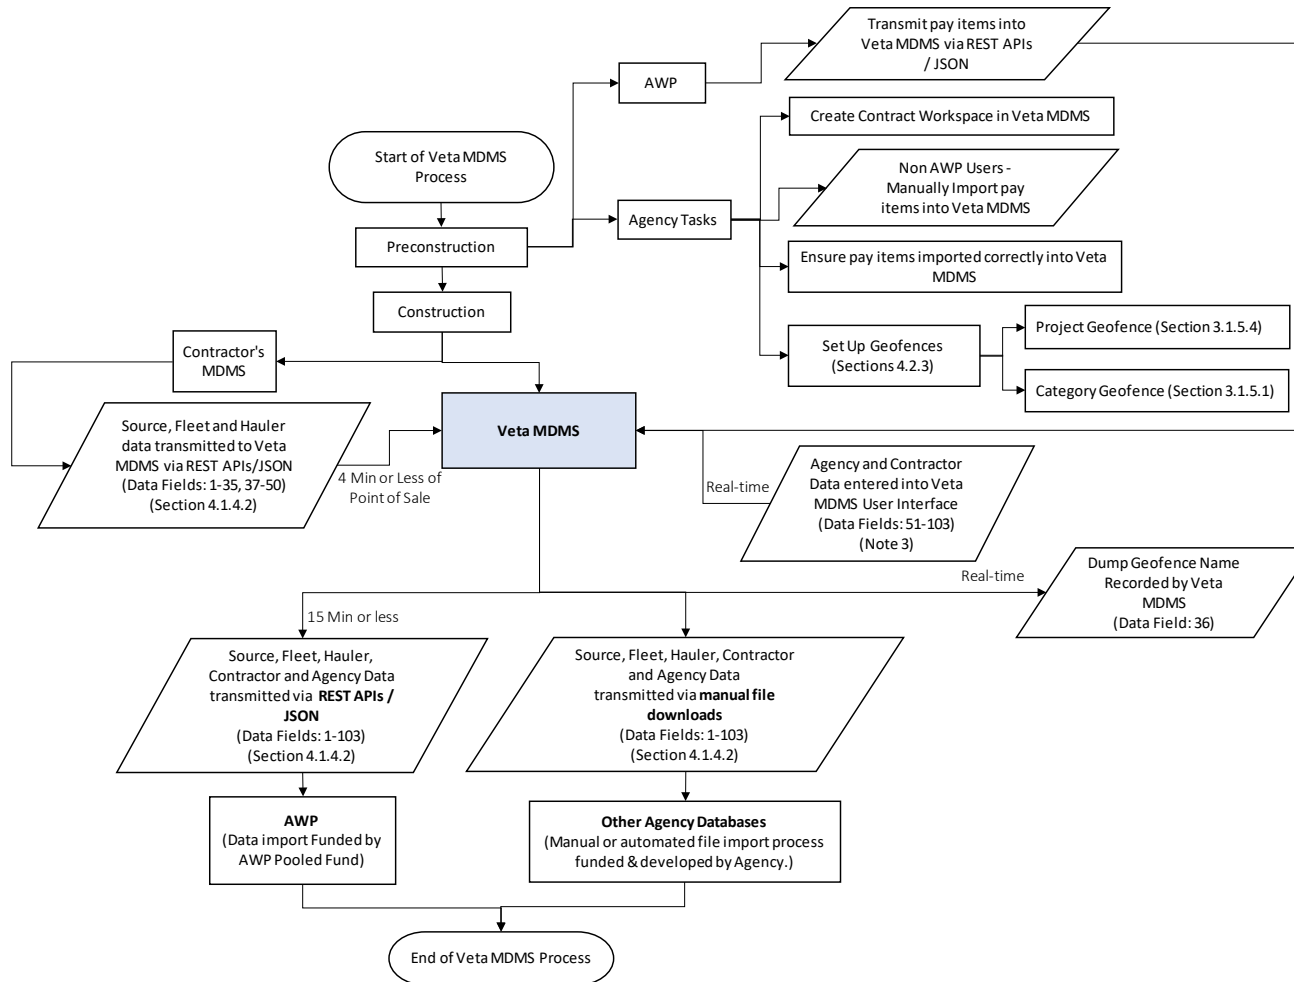 Transmit pay items into
Veta MDMS via REST APIs
/ JSON
AWP
Create Contract Workspace in Veta MDMS
Start of Veta MDMS
Process
Non AWP Users -
Manually Import pay
items into Veta MDMS
Agency Tasks
Preconstruction
Ensure pay items imported correctly into Veta
MDMS
Construction
Project Geofence (Section 3.1.5.4)
Set Up Geofences
(Sections 4.2.3)
Contractor's
MDMS
Category Geofence (Section 3.1.5.1)
Source, Fleet and Hauler
data transmitted to Veta
MDMS via REST APIs/JSON
(Data Fields: 1-35, 37-50)
(Section 4.1.4.2)
4 Min or Less of
Point of Sale
Veta MDMS
Real-time
Agency and Contractor
Data entered into Veta
MDMS User Interface
(Data Fields: 51-103)
(Note 3)
Real-time
Dump Geofence Name
Recorded by Veta
MDMS
(Data Field: 36)
15 Min or less
Source, Fleet, Hauler,
Contractor and Agency Data
transmitted via REST APIs /
JSON
(Data Fields: 1-103)
(Section 4.1.4.2)
Source, Fleet, Hauler, Contractor
and Agency Data
transmitted via manual file
downloads
(Data Fields: 1-103)
(Section 4.1.4.2)
AWP
(Data import Funded by
AWP Pooled Fund)
Other Agency Databases
(Manual or automated file import process
funded & developed by Agency.)
End of Veta MDMS Process